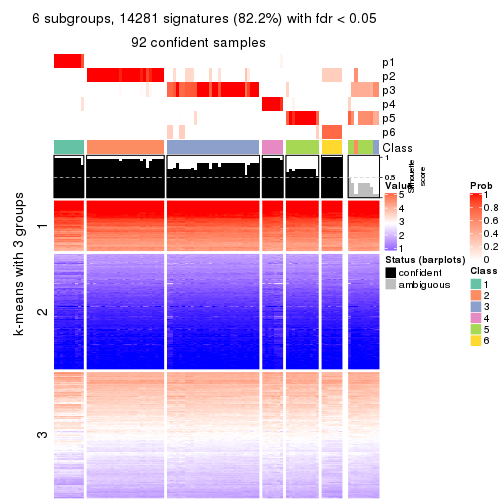 6 subgroups, 14281 signatures (82.2%) with fdr < 0.05
92 confident samples
p1
p2
p3
p4
p5
p6
Class
1
0.5
0
Silhouette
score
k-means with 3 groups
1
2
3
Value
5
4
3
2
1
Status (barplots)
confident
ambiguous
Prob
1
0.8
0.6
0.4
0.2
0
Class
1
2
3
4
5
6